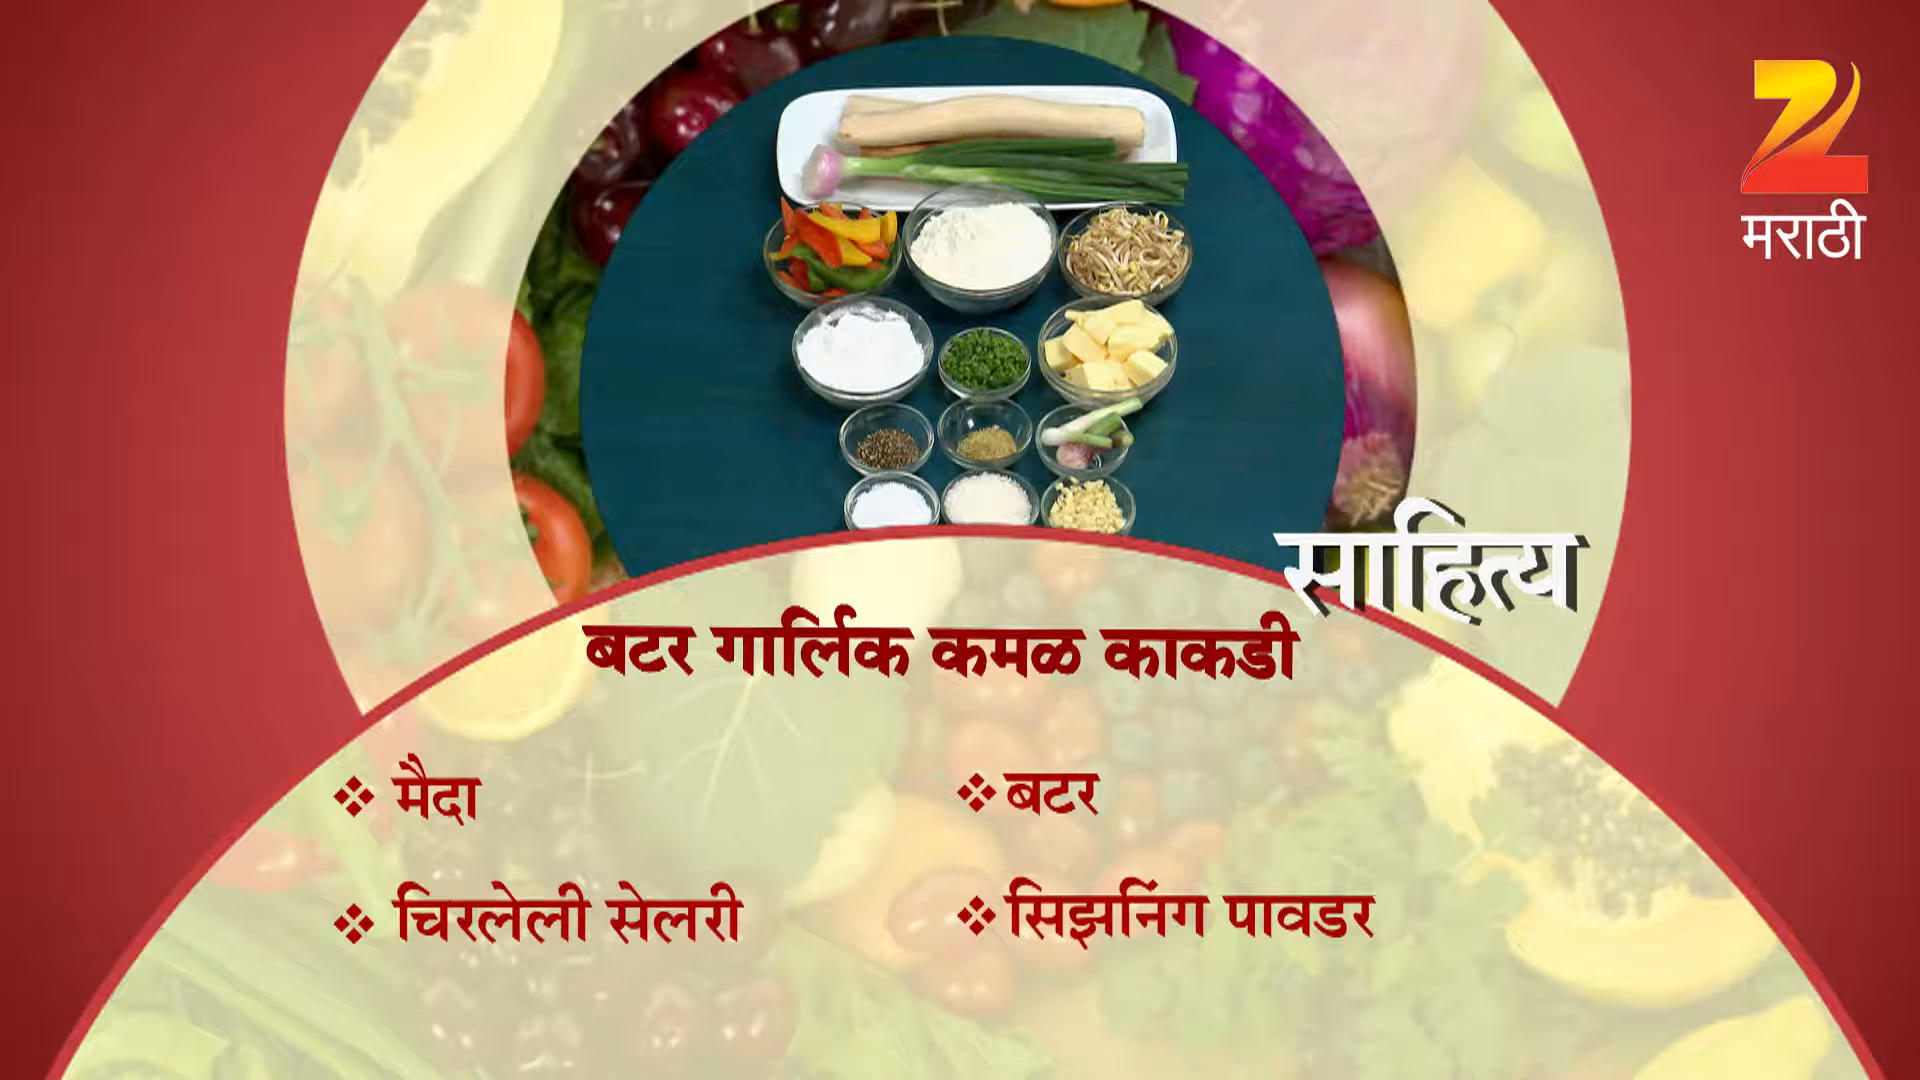 मराठी
साहित्य
बटर गार्लिक कमळ काकडी
❖ मैदा
❖ बटर
❖ चिरलेली सेलरी
❖ सिझनिंग पावडर